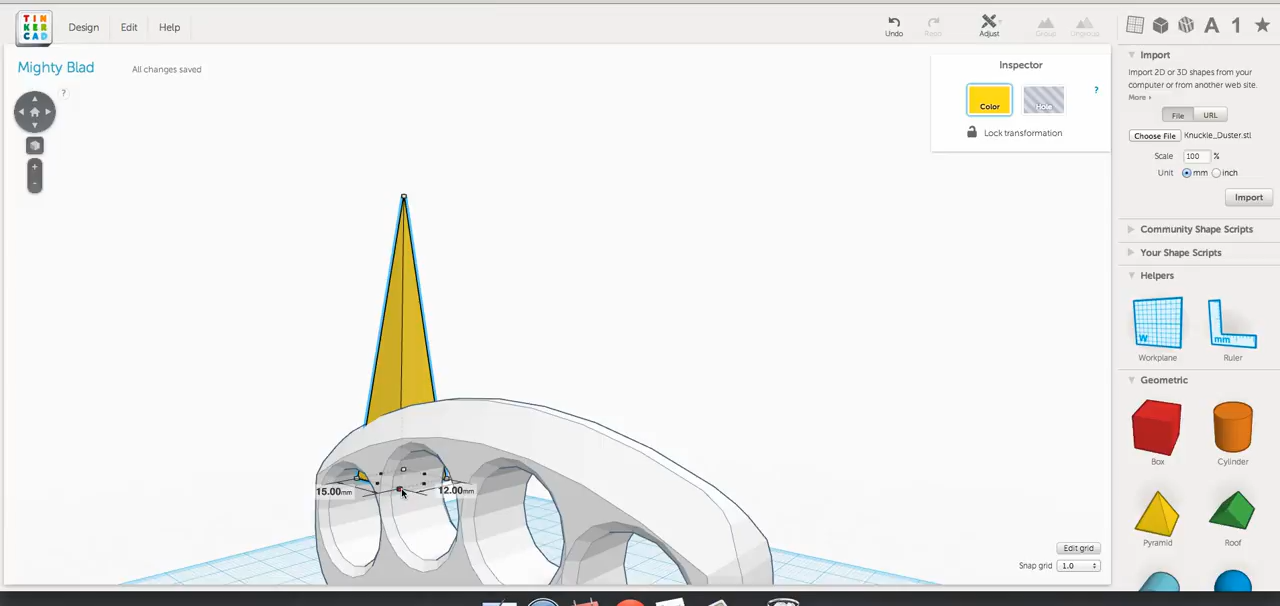 TIN
KER
CAD
Design
Edit
Help
Undo
Redo
Adjust
Group
Ungroup
A
1
Mighty Blad
All changes saved
?
+
-
Inspector
Color
Hole
?
Lock transformation
Import
Import 2D or 3D shapes from your
computer or from another web site.
More ›
File
URL
Choose File
Knuckle_Duster.stl
Scale
100
%
Unit
mm
inch
Import
Community Shape Scripts
Your Shape Scripts
Helpers
W
mm
Workplane
Ruler
Geometric
Box
Cylinder
Pyramid
Roof
15.00mm
12.00mm
Edit grid
Snap grid
1.0